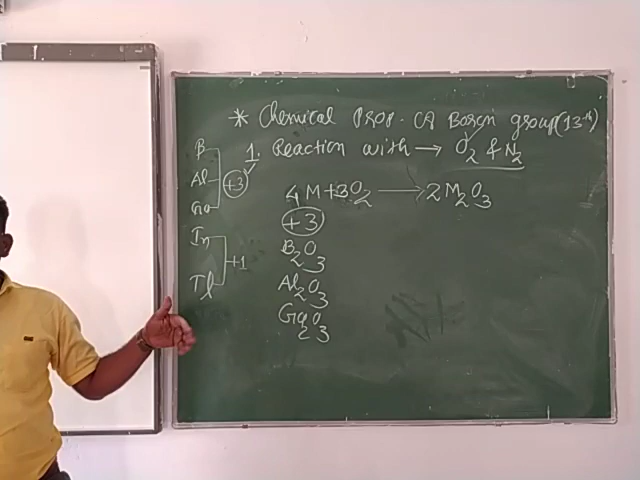 * Chemical Prop. Of Boron group (13th)
1. Reaction with → O2 & N2
B
Al
Ga
+3
In
Tl
+1
4M+3O2 → 2M2O3
+3
B2O3
Al2O3
Ga2O3